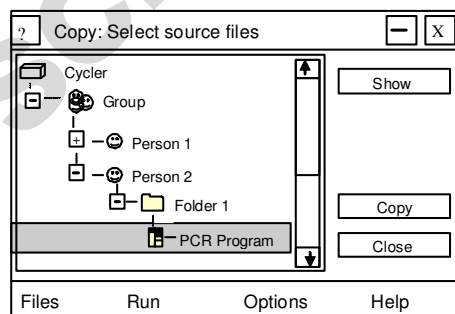 ? Copy: Select source files X
Cycler
Show
Group
+ Person 1
Person 2
Folder 1
Copy
PCR Program
Close
Files Run Options Help